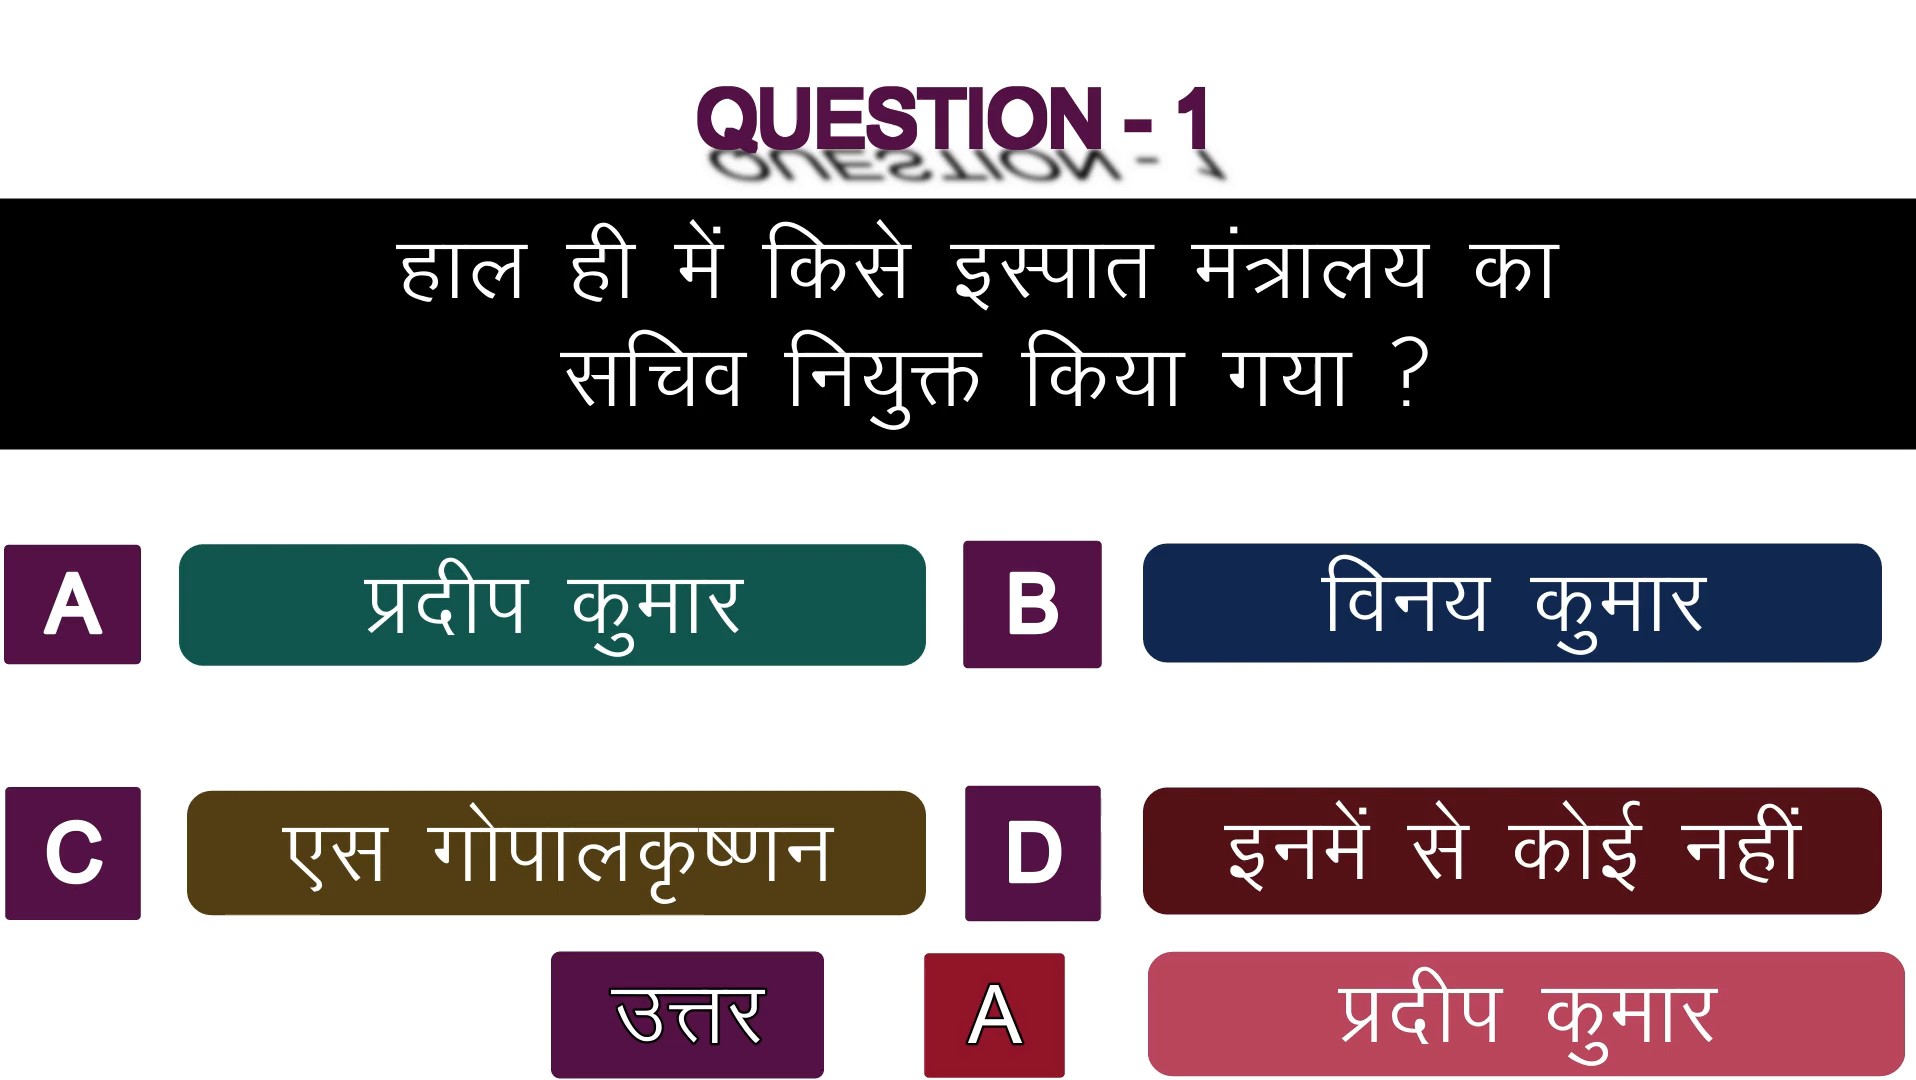 QUESTION - 1
हाल ही में किसे इस्पात मंत्रालय का
सचिव नियुक्त किया गया ?
A प्रदीप कुमार B विनय कुमार
C एस गोपालकृष्णन D इनमें से कोई नहीं
उत्तर A प्रदीप कुमार